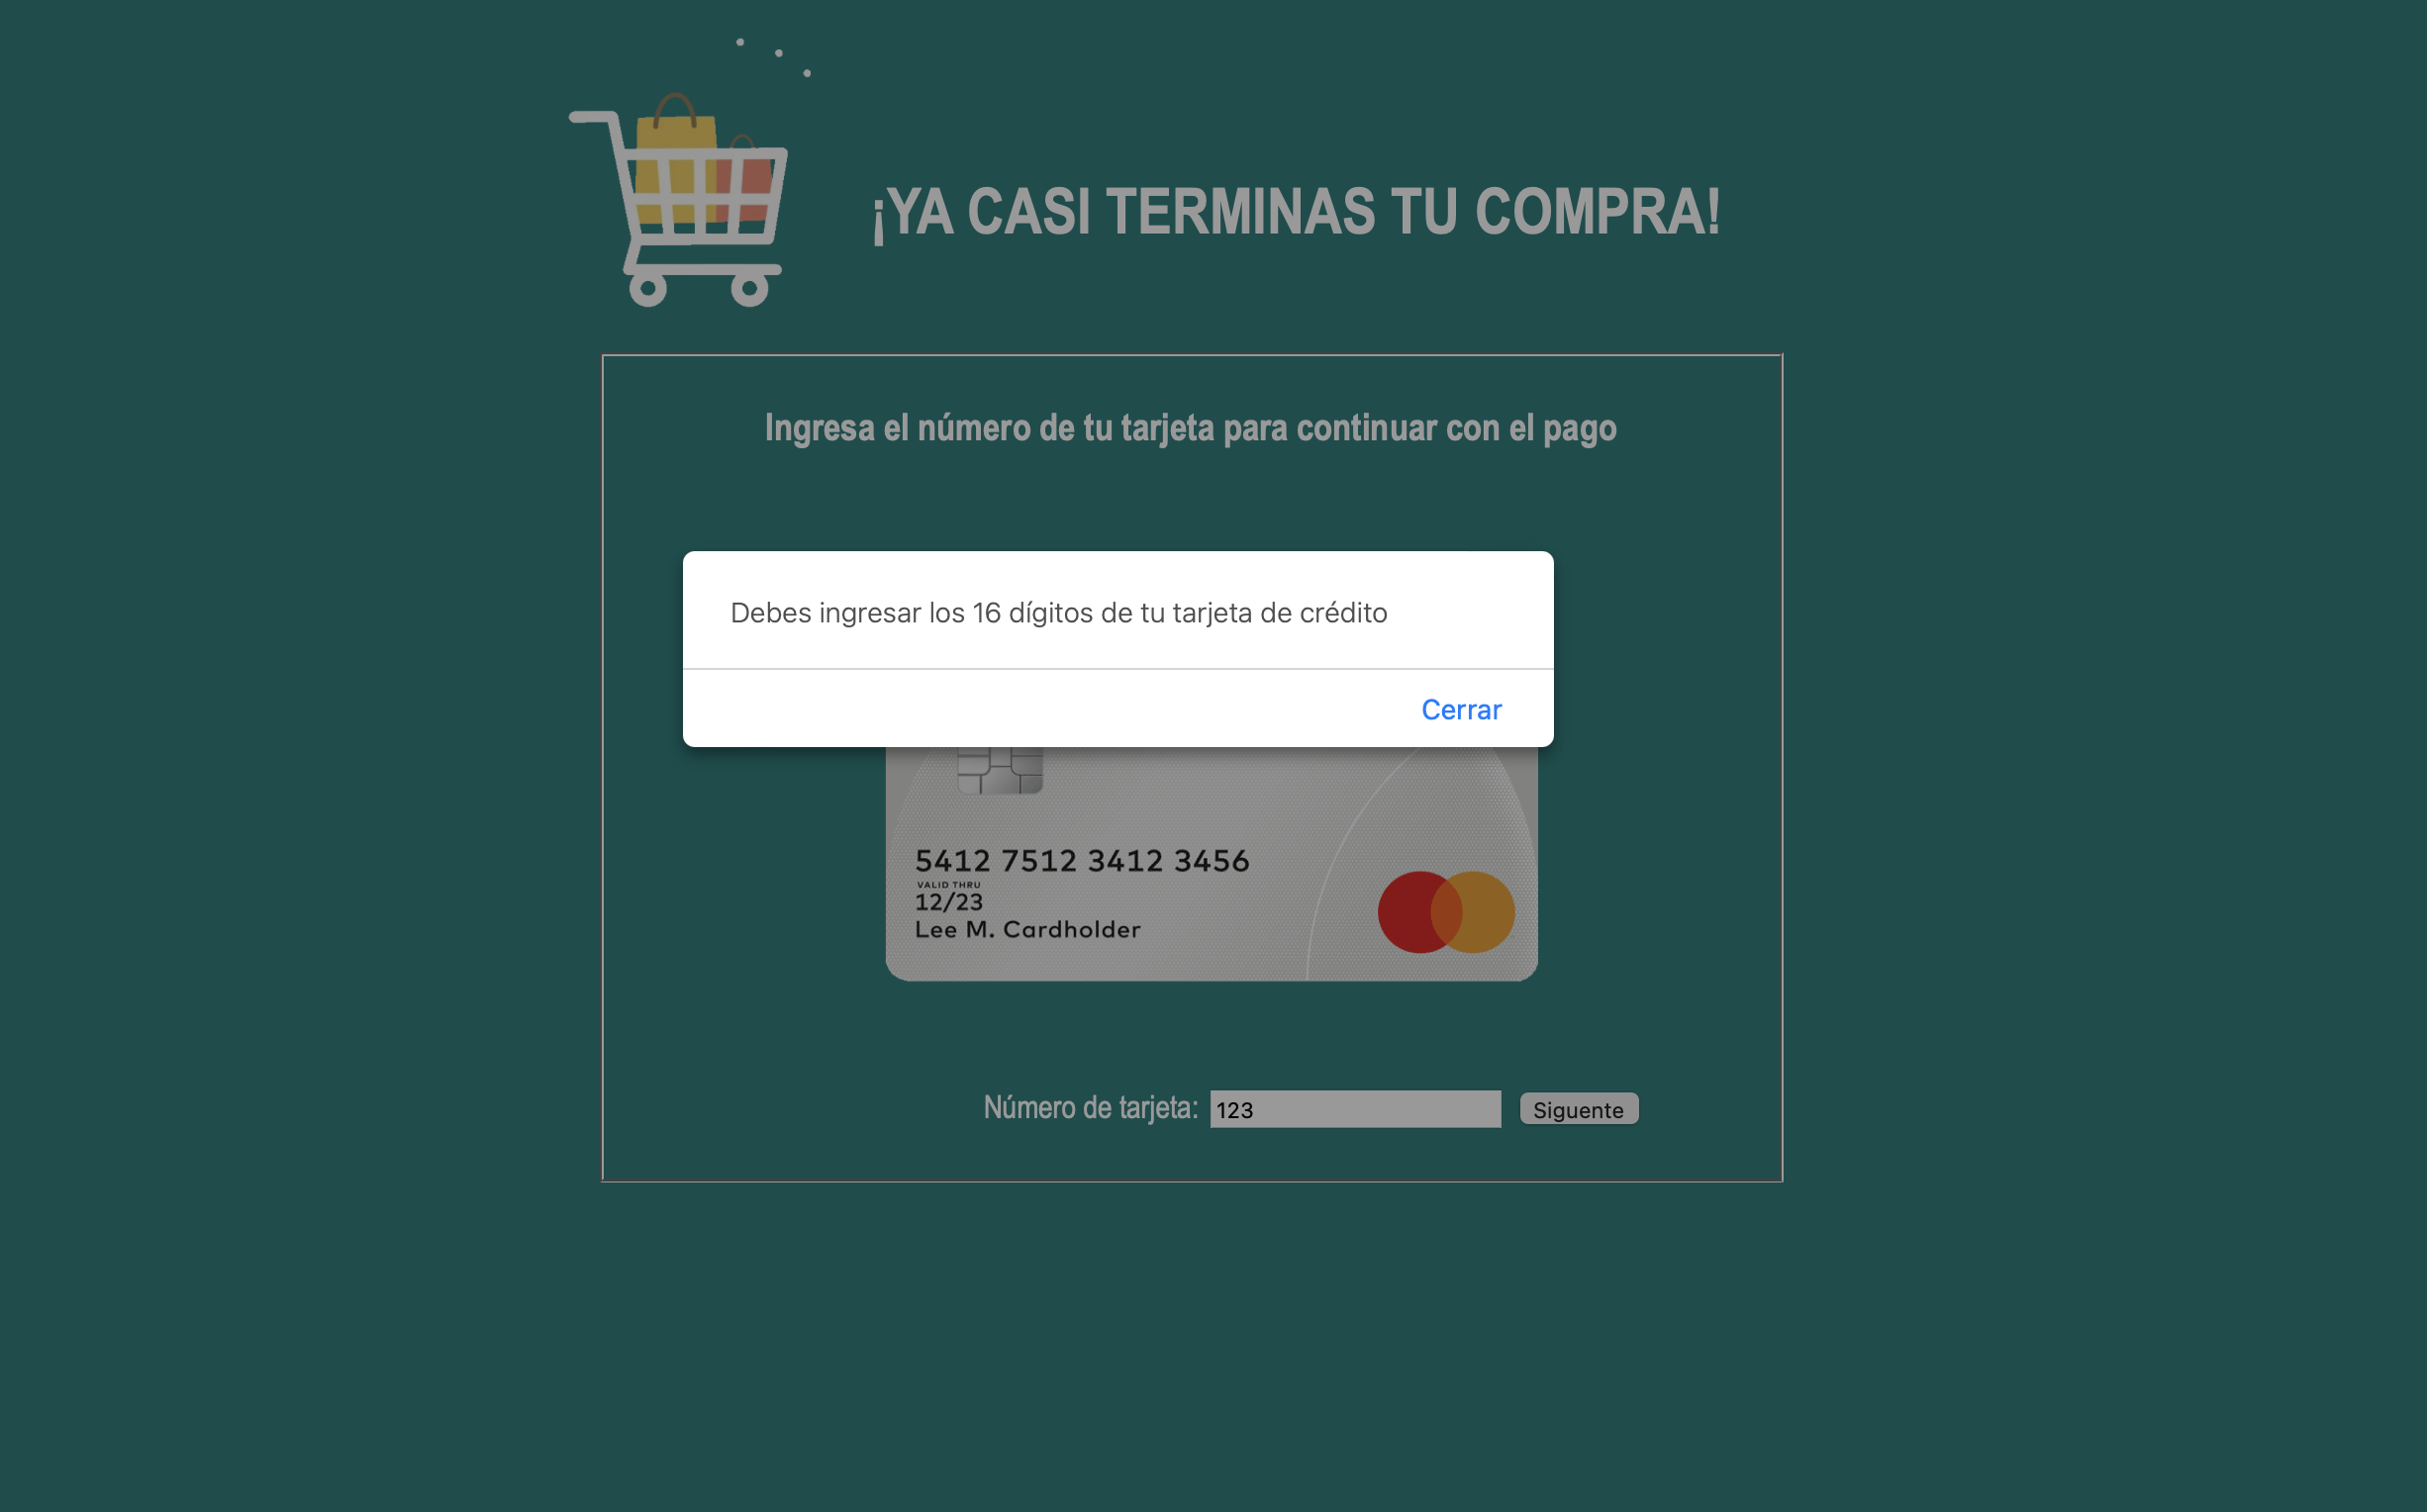 ¡YA CASI TERMINAS TU COMPRA!
Ingresa el número de tu tarjeta para continuar con el pago
Debes ingresar los 16 dígitos de tu tarjeta de crédito
Cerrar
5412 7512 3412 3456
VALID THRU
12/23
Lee M. Cardholder
Número de tarjeta: 123 Siguente